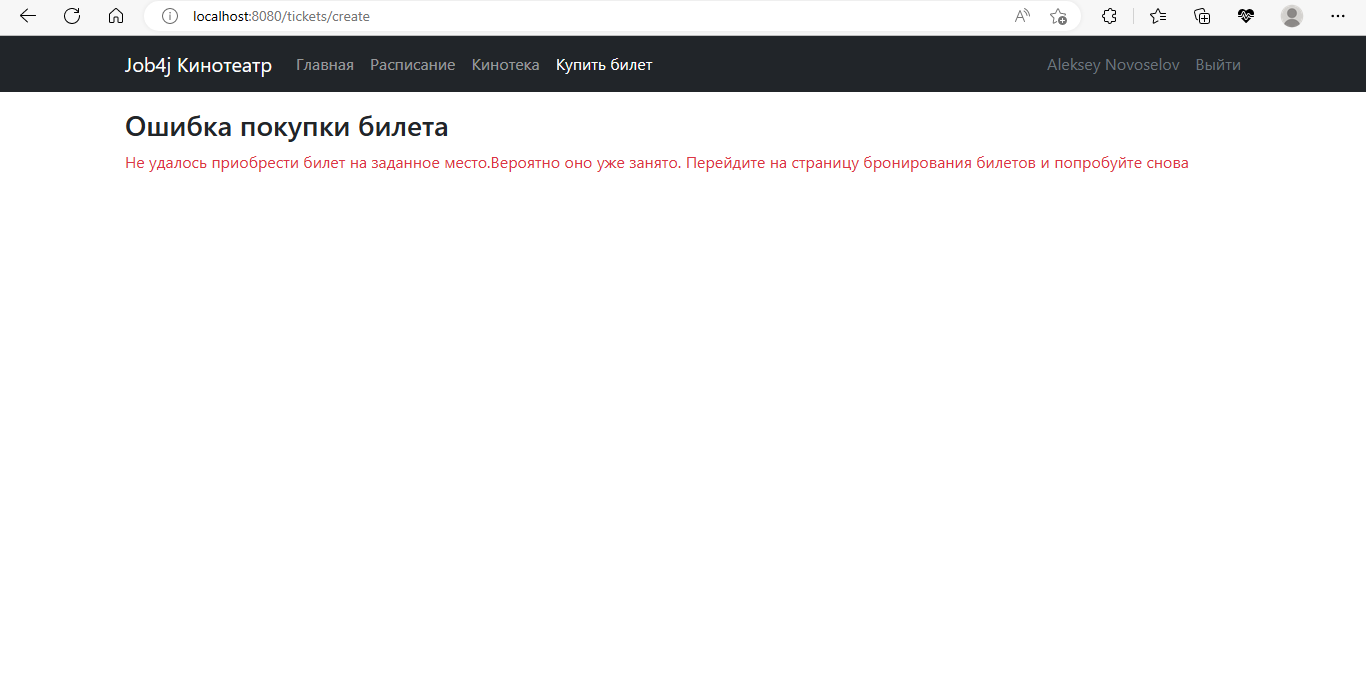 localhost:8080/tickets/create
Job4j Кинотеатр Главная Расписание Кинотека Купить билет Aleksey Novoselov Выйти
Ошибка покупки билета
Не удалось приобрести билет на заданное место.Вероятно оно уже занято. Перейдите на страницу бронирования билетов и попробуйте снова